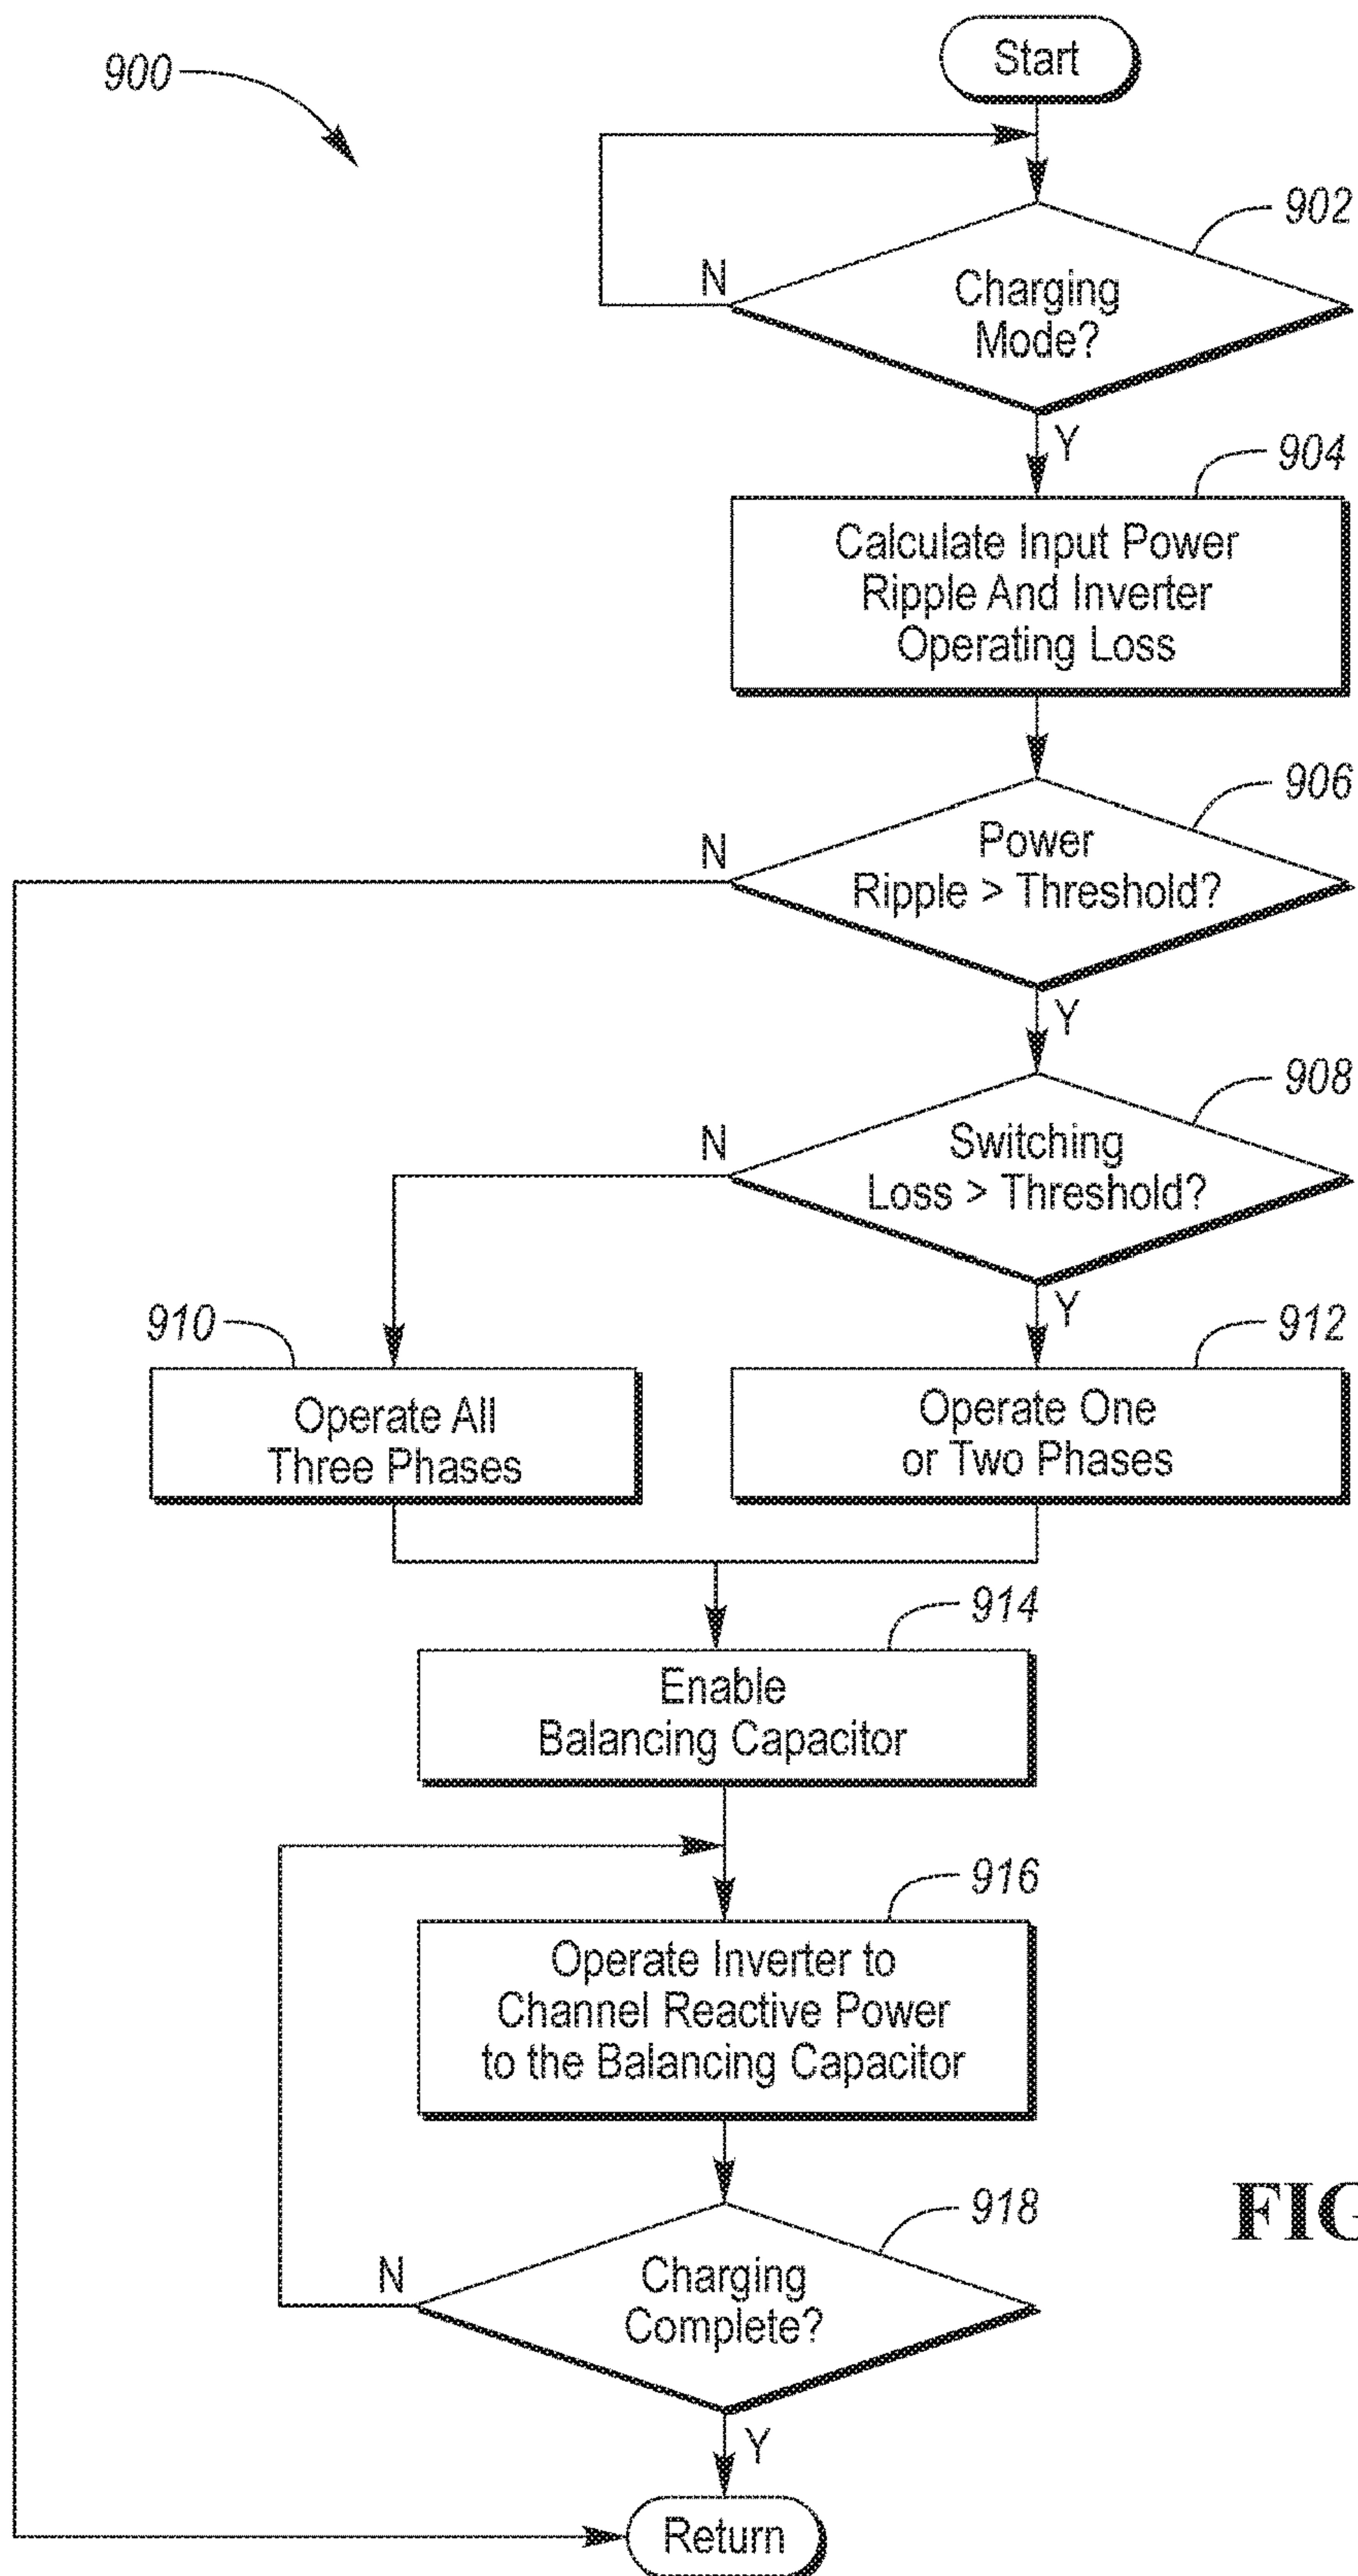 900
Start
902
N
Charging
Mode?
Y
904
Calculate Input Power
Ripple And Inverter
Operating Loss
906
N
Power
Ripple > Threshold?
Y
908
N
Switching
Loss > Threshold?
Y
910
912
Operate All
Three Phases
Operate One
or Two Phases
914
Enable
Balancing Capacitor
916
Operate Inverter to
Channel Reactive Power
to the Balancing Capacitor
918
FIG
N
Charging
Complete?
Y
Return